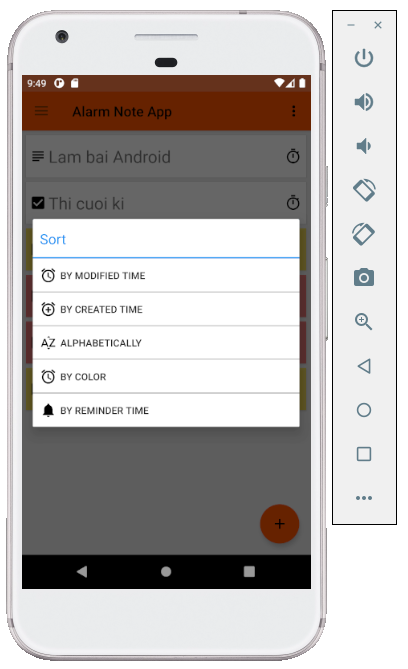 9:49
Alarm Note App
Lam bai Android
Thi cuoi ki
Sort
BY MODIFIED TIME
BY CREATED TIME
AZ ALPHABETICALLY
BY COLOR
BY REMINDER TIME